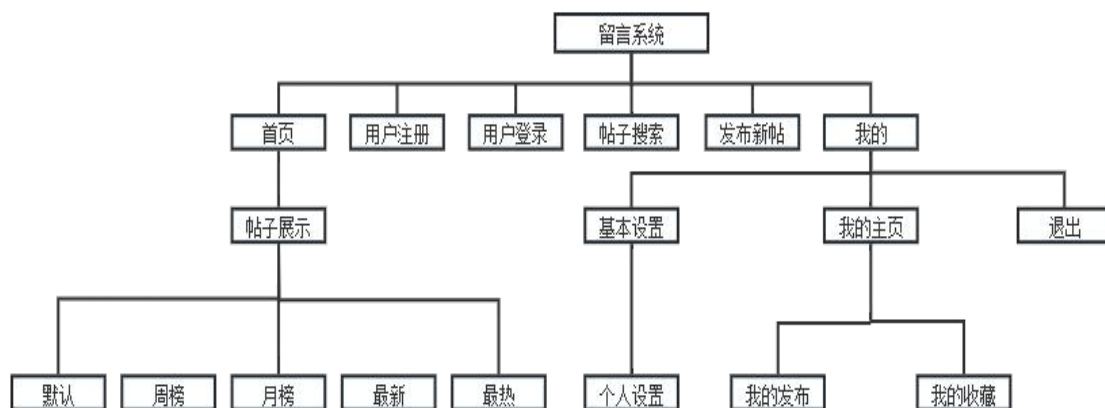 留言系统
首页 用户注册 用户登录 帖子搜索 发布新帖 我的
帖子展示 基本设置 我的主页 退出
默认 周榜 月榜 最新 最热 个人设置 我的发布 我的收藏